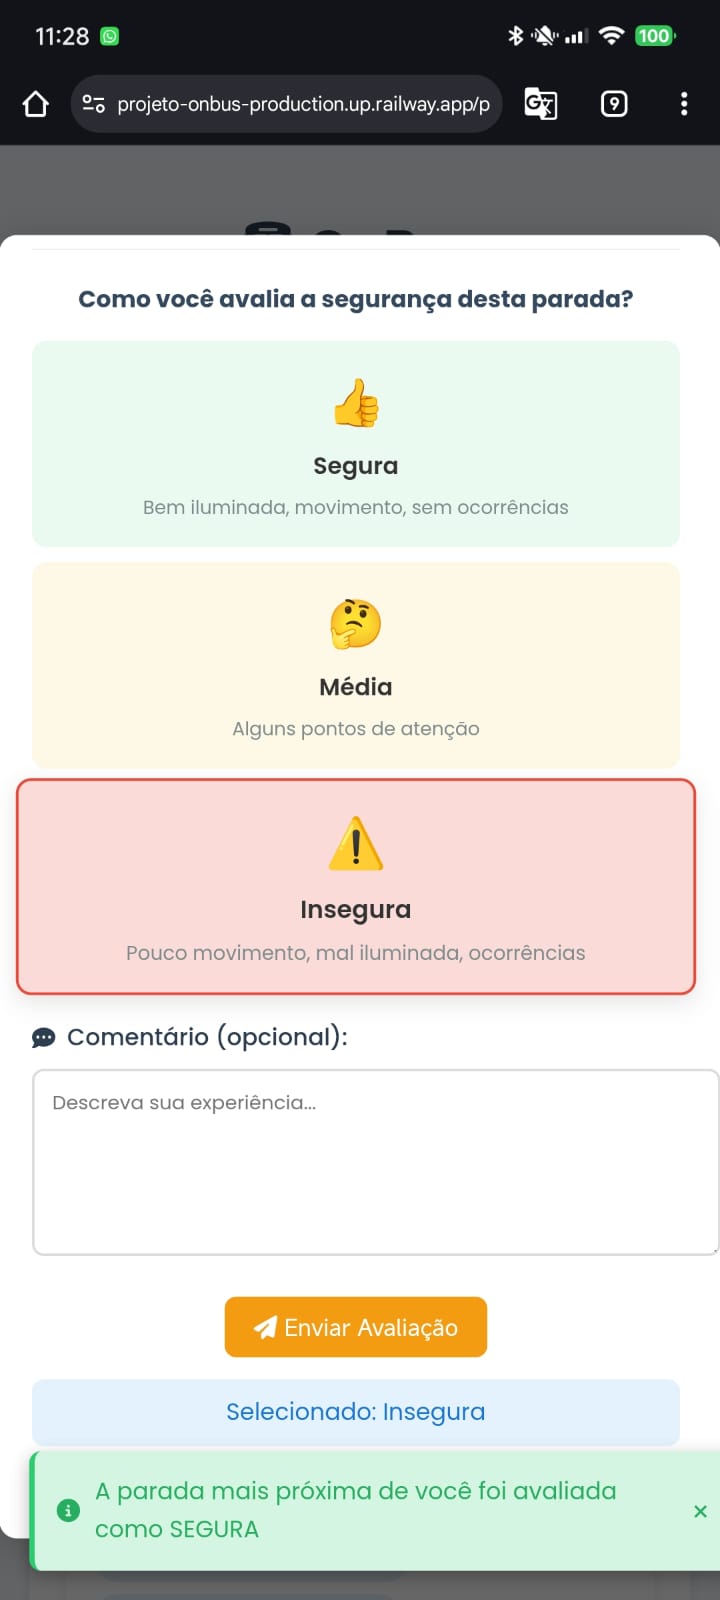 11:28
100
projeto-onbus-production.up.railway.app/p
9
Como você avalia a segurança desta parada?
Segura
Bem iluminada, movimento, sem ocorrências
Média
Alguns pontos de atenção
Insegura
Pouco movimento, mal iluminada, ocorrências
Comentário (opcional):
Descreva sua experiência...
Enviar Avaliação
Selecionado: Insegura
A parada mais próxima de você foi avaliada
como SEGURA